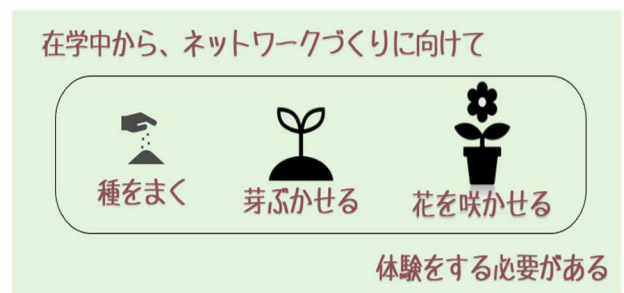 在学中から、ネットワークづくりに向けて
種をまく
芽ぶかせる
花を咲かせる
体験をする必要がある